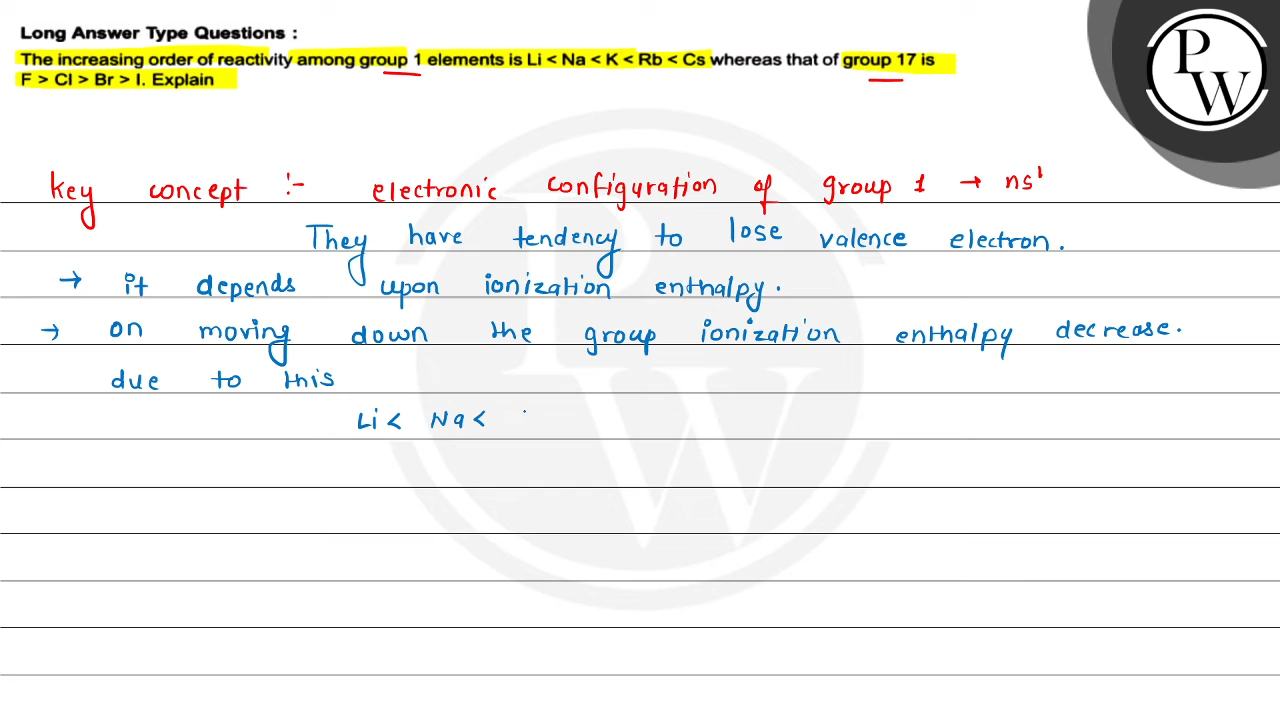 Long Answer Type Questions :
The increasing order of reactivity among group 1 elements is Li < Na < K < Rb < Cs whereas that of group 17 is
F > Cl > Br > I. Explain
P
W
key concept :- electronic configuration of group 1 → ns¹
They have tendency to lose valence electron.
→ it depends upon ionization enthalpy.
→ on moving down the group ionization enthalpy decrease.
due to this
Li < Na <
P
W